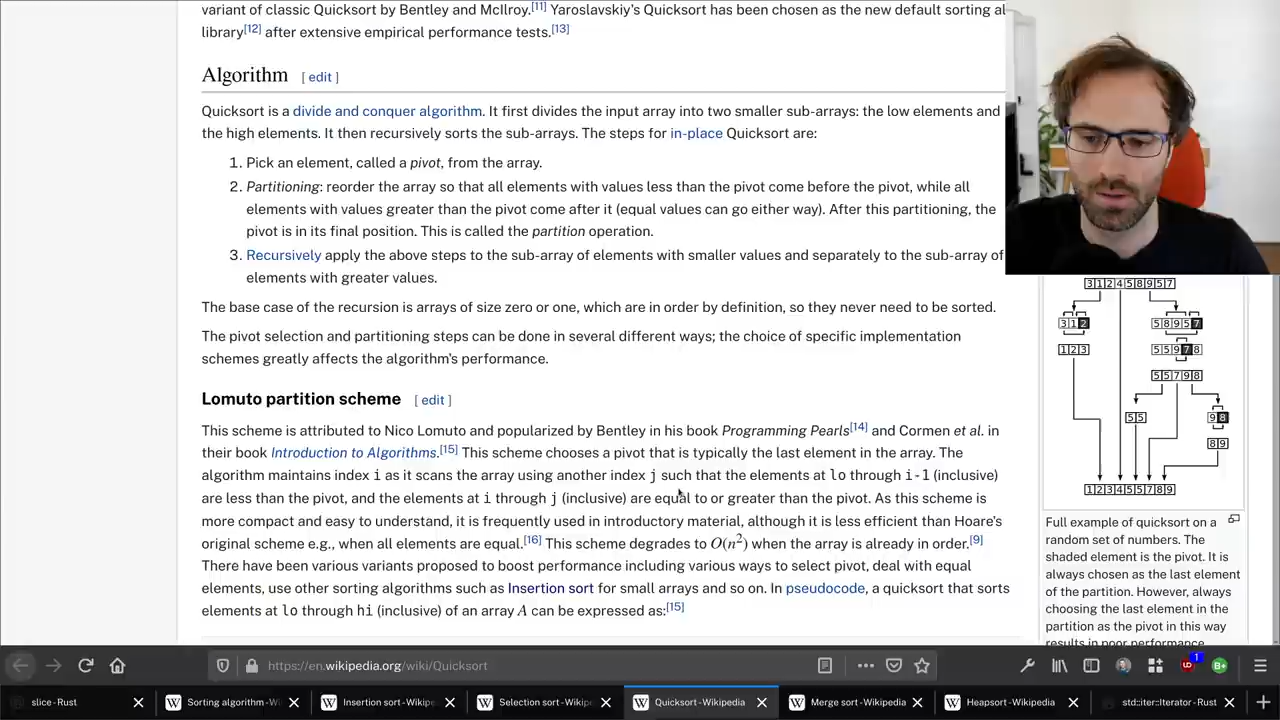 variant of classic Quicksort by Bentley and McIlroy.[11] Yaroslavskiy's Quicksort has been chosen as the new default sorting al
library[12] after extensive empirical performance tests.[13]
Algorithm [ edit ]
Quicksort is a divide and conquer algorithm. It first divides the input array into two smaller sub-arrays: the low elements and
the high elements. It then recursively sorts the sub-arrays. The steps for in-place Quicksort are:
1. Pick an element, called a pivot, from the array.
2. Partitioning: reorder the array so that all elements with values less than the pivot come before the pivot, while all
elements with values greater than the pivot come after it (equal values can go either way). After this partitioning, the
pivot is in its final position. This is called the partition operation.
3. Recursively apply the above steps to the sub-array of elements with smaller values and separately to the sub-array of
elements with greater values.
The base case of the recursion is arrays of size zero or one, which are in order by definition, so they never need to be sorted.
The pivot selection and partitioning steps can be done in several different ways; the choice of specific implementation
schemes greatly affects the algorithm's performance.
Lomuto partition scheme [ edit ]
This scheme is attributed to Nico Lomuto and popularized by Bentley in his book Programming Pearls[14] and Cormen et al. in
their book Introduction to Algorithms.[15] This scheme chooses a pivot that is typically the last element in the array. The
algorithm maintains index i as it scans the array using another index j such that the elements at lo through i-1 (inclusive)
are less than the pivot, and the elements at i through j (inclusive) are equal to or greater than the pivot. As this scheme is
more compact and easy to understand, it is frequently used in introductory material, although it is less efficient than Hoare's
original scheme e.g., when all elements are equal.[16] This scheme degrades to O(n²) when the array is already in order.[9]
There have been various variants proposed to boost performance including various ways to select pivot, deal with equal
elements, use other sorting algorithms such as Insertion sort for small arrays and so on. In pseudocode, a quicksort that sorts
elements at lo through hi (inclusive) of an array A can be expressed as:[15]
3 1 2 4 5 8 9 5 7
3 1 2 5 8 9 5 7
1 2 3 5 5 9 7 8
5 5 7 9 8
5 5 9 8
8 9
1 2 3 4 5 5 7 8 9
Full example of quicksort on a
random set of numbers. The
shaded element is the pivot. It is
always chosen as the last element
of the partition. However, always
choosing the last element in the
partition as the pivot in this way
results in poor performance
https://en.wikipedia.org/wiki/Quicksort
1
slice - Rust
Sorting algorithm - Wi
Insertion sort - Wikipe
Selection sort - Wikipe
Quicksort - Wikipedia
Merge sort - Wikipedia
Heapsort - Wikipedia
std::iter::Iterator - Rust